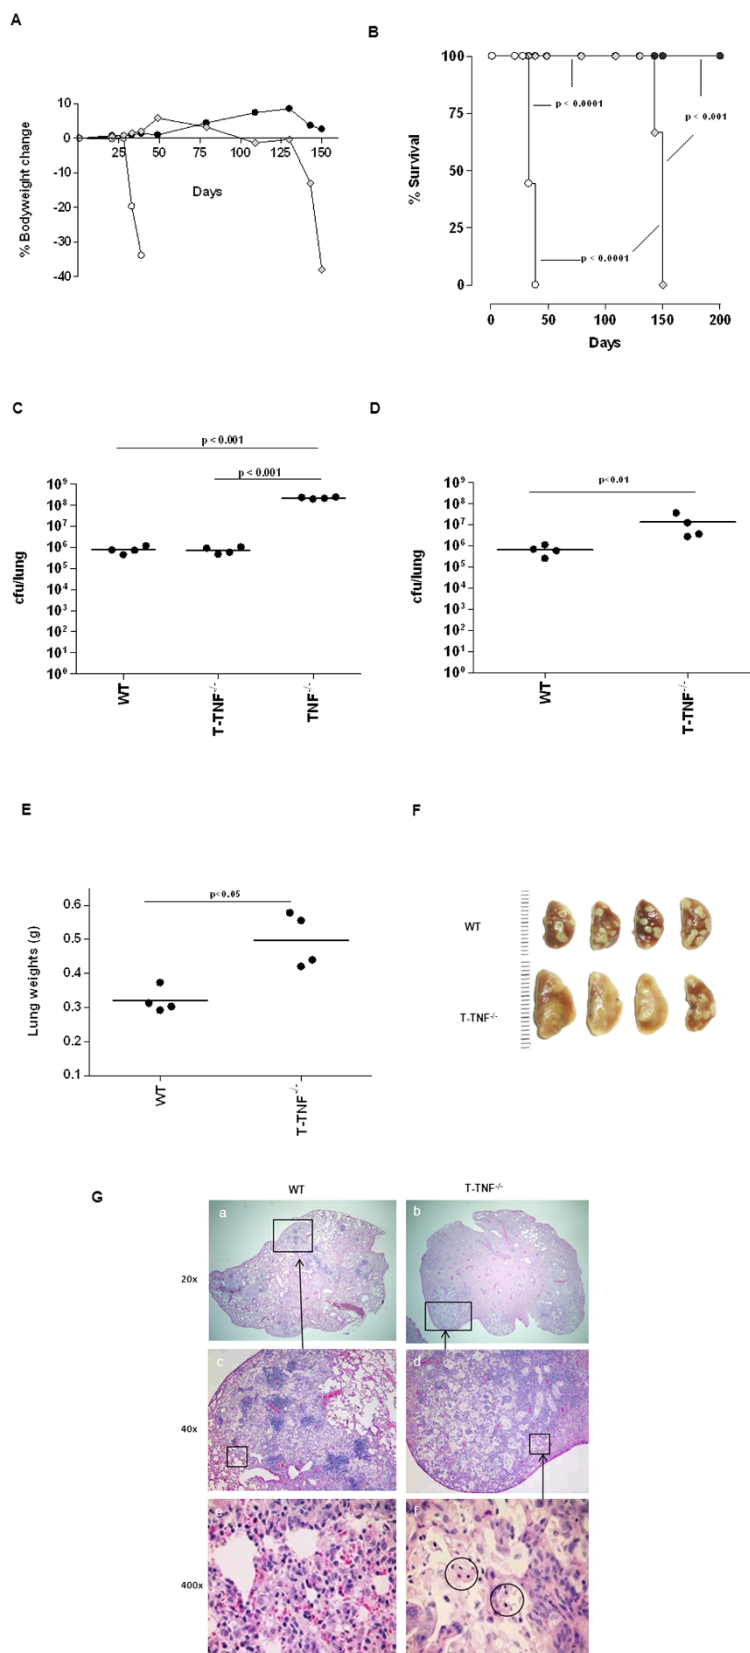 A
% Bodyweight change
10
0
-10
-20
-30
-40
25
50
75
100
125
150
Days
B
% Survival
100
75
50
25
0
p < 0.0001
p < 0.001
p < 0.0001
0
50
100
150
200
Days
C
p < 0.001
p < 0.001
cfu/lung
10⁹
10⁸
10⁷
10⁶
10⁵
10⁴
10³
10²
10¹
10⁰
WT
T-TNF⁻/⁻
TNF⁻/⁻
D
p<0.01
cfu/lung
10⁹
10⁸
10⁷
10⁶
10⁵
10⁴
10³
10²
10¹
10⁰
WT
T-TNF⁻/⁻
E
p<0.05
Lung weights (g)
0.6
0.5
0.4
0.3
0.2
0.1
WT
T-TNF⁻/⁻
F
WT
T-TNF⁻/⁻
G
WT
T-TNF⁻/⁻
20x
a
b
40x
c
d
400x
e
f